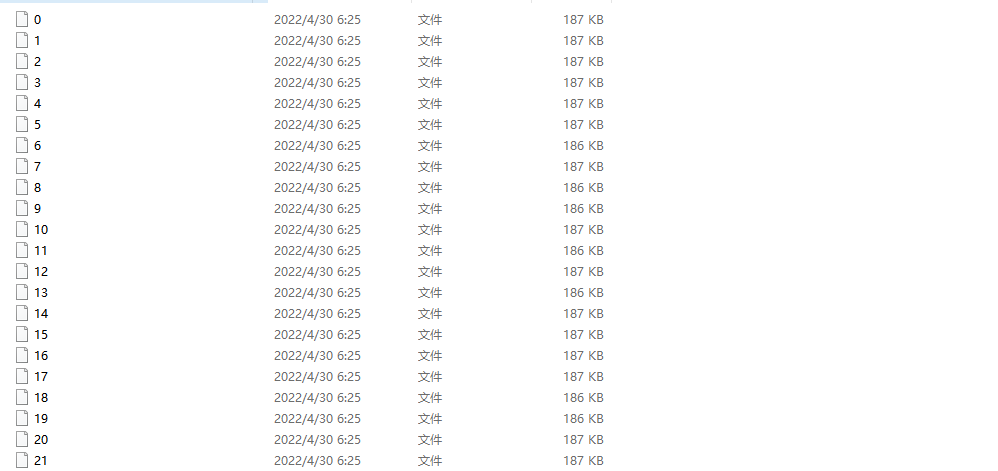 0 2022/4/30 6:25 文件 187 KB
1 2022/4/30 6:25 文件 187 KB
2 2022/4/30 6:25 文件 187 KB
3 2022/4/30 6:25 文件 187 KB
4 2022/4/30 6:25 文件 187 KB
5 2022/4/30 6:25 文件 187 KB
6 2022/4/30 6:25 文件 186 KB
7 2022/4/30 6:25 文件 187 KB
8 2022/4/30 6:25 文件 186 KB
9 2022/4/30 6:25 文件 186 KB
10 2022/4/30 6:25 文件 187 KB
11 2022/4/30 6:25 文件 186 KB
12 2022/4/30 6:25 文件 187 KB
13 2022/4/30 6:25 文件 186 KB
14 2022/4/30 6:25 文件 187 KB
15 2022/4/30 6:25 文件 187 KB
16 2022/4/30 6:25 文件 187 KB
17 2022/4/30 6:25 文件 187 KB
18 2022/4/30 6:25 文件 186 KB
19 2022/4/30 6:25 文件 186 KB
20 2022/4/30 6:25 文件 187 KB
21 2022/4/30 6:25 文件 187 KB